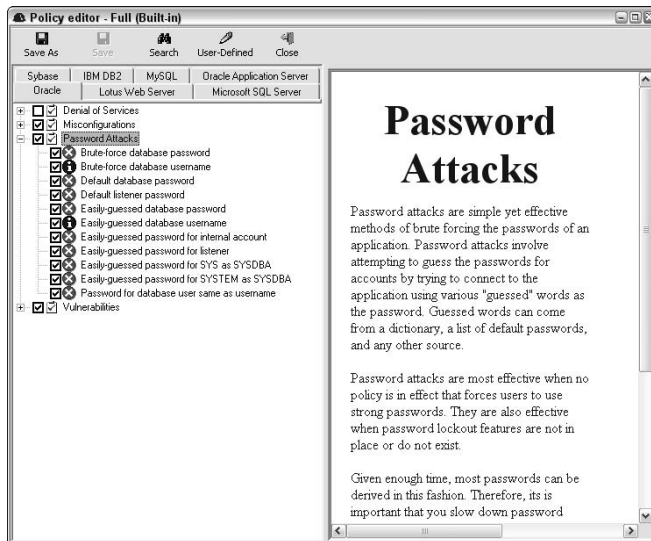 Policy editor - Full (Built-in)
Save As Save Search User-Defined Close
Sybase IBM DB2 MySQL Oracle Application Server
Oracle Lotus Web Server Microsoft SQL Server
Denial of Services
Misconfigurations
Password Attacks
Brute-force database password
Brute-force database username
Default database password
Default listener password
Easily-guessed database password
Easily-guessed database username
Easily-guessed password for internal account
Easily-guessed password for listener
Easily-guessed password for SYS as SYSDBA
Easily-guessed password for SYSTEM as SYSDBA
Password for database user same as username
Vulnerabilities
Password
Attacks
Password attacks are simple yet effective
methods of brute forcing the passwords of an
application. Password attacks involve
attempting to guess the passwords for
accounts by trying to connect to the
application using various "guessed" words as
the password. Guessed words can come
from a dictionary, a list of default passwords,
and any other source.
Password attacks are most effective when no
policy is in effect that forces users to use
strong passwords. They are also effective
when password lockout features are not in
place or do not exist.
Given enough time, most passwords can be
derived in this fashion. Therefore, its is
important that you slow down password